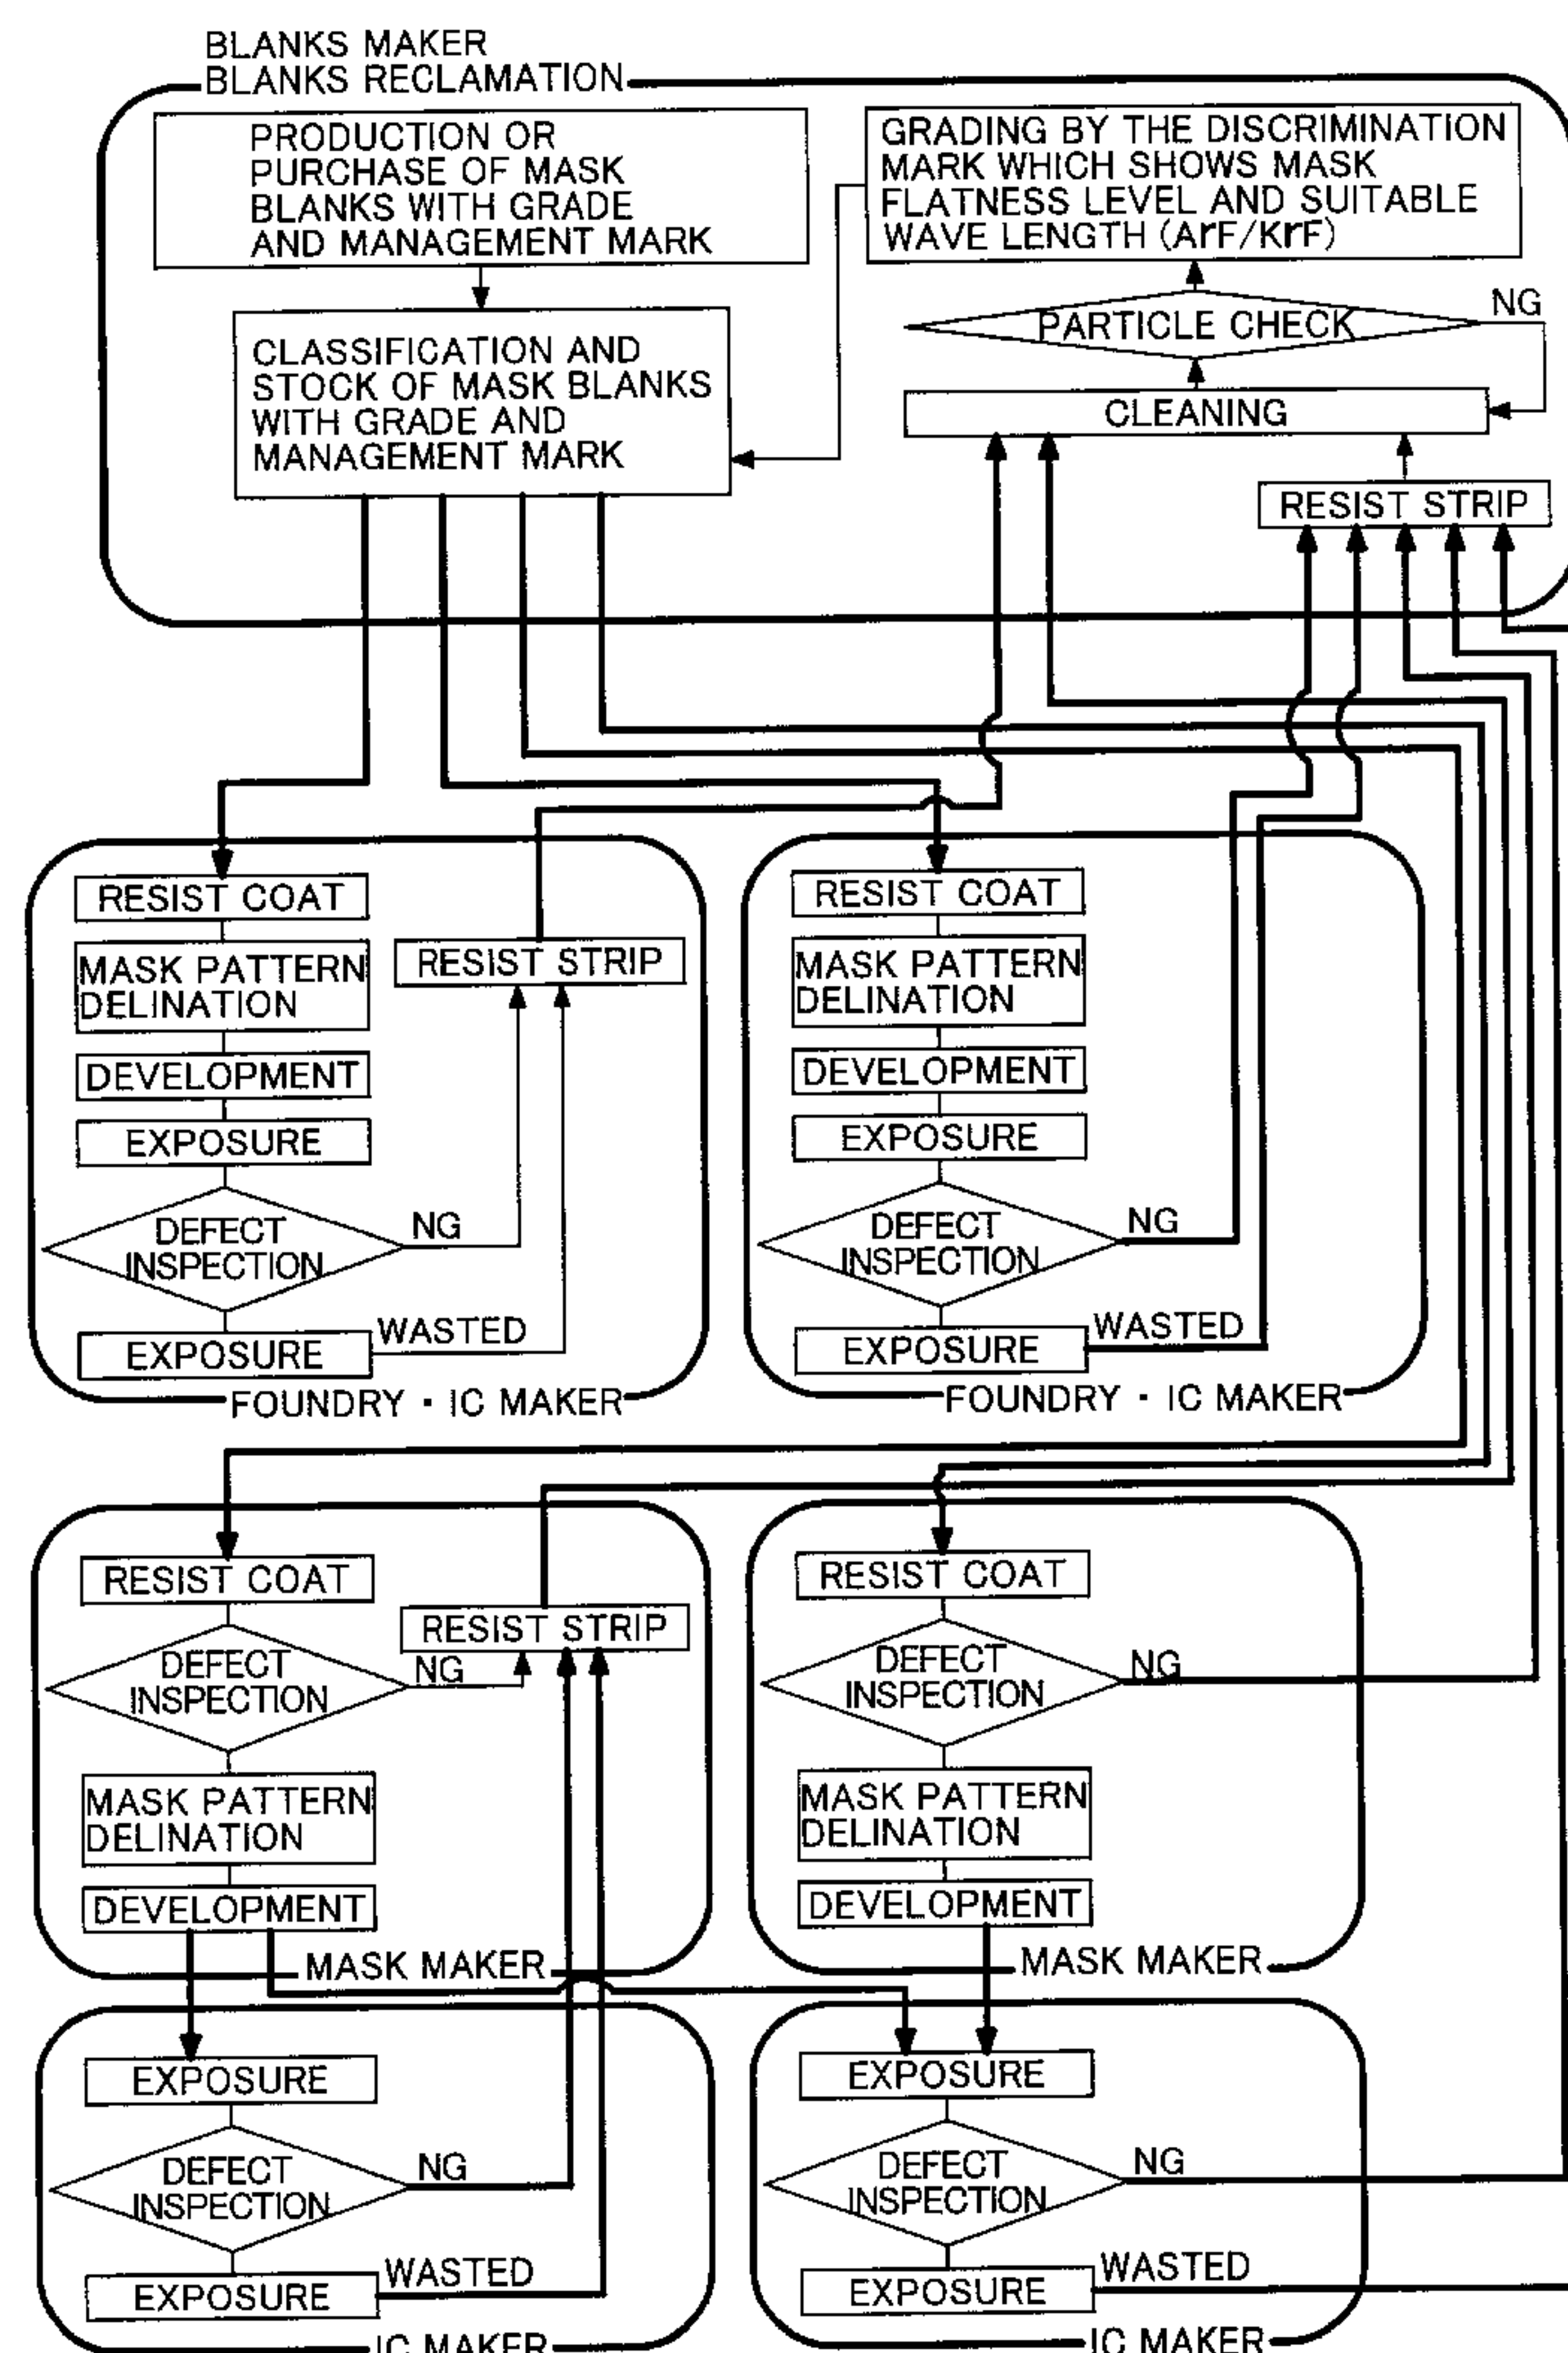 BLANKS MAKER
BLANKS RECLAMATION
PRODUCTION OR
PURCHASE OF MASK
BLANKS WITH GRADE
AND MANAGEMENT MARK
GRADING BY THE DISCRIMINATION
MARK WHICH SHOWS MASK
FLATNESS LEVEL AND SUITABLE
WAVE LENGTH (ArF/KrF)
NG
PARTICLE CHECK
CLASSIFICATION AND
STOCK OF MASK BLANKS
WITH GRADE AND
MANAGEMENT MARK
CLEANING
RESIST STRIP
RESIST COAT
MASK PATTERN
DELINATION
RESIST STRIP
DEVELOPMENT
EXPOSURE
DEFECT
INSPECTION
NG
EXPOSURE
WASTED
FOUNDRY・IC MAKER
RESIST COAT
MASK PATTERN
DELINATION
DEVELOPMENT
EXPOSURE
DEFECT
INSPECTION
NG
EXPOSURE
WASTED
FOUNDRY・IC MAKER
RESIST COAT
RESIST STRIP
DEFECT
INSPECTION
NG
MASK PATTERN
DELINATION
DEVELOPMENT
MASK MAKER
RESIST COAT
DEFECT
INSPECTION
NG
MASK PATTERN
DELINATION
DEVELOPMENT
MASK MAKER
EXPOSURE
DEFECT
INSPECTION
NG
EXPOSURE
WASTED
IC MAKER
EXPOSURE
DEFECT
INSPECTION
NG
EXPOSURE
WASTED
IC MAKER